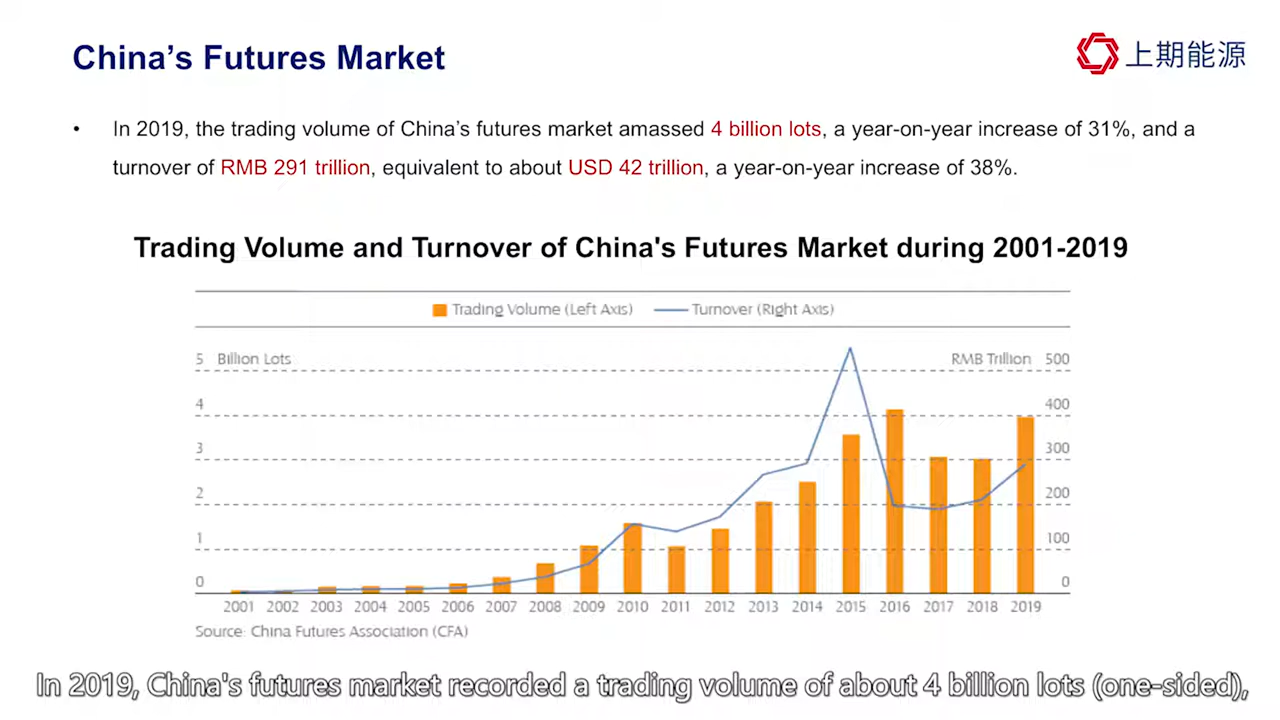 China’s Futures Market
上期能源
• In 2019, the trading volume of China’s futures market amassed 4 billion lots, a year-on-year increase of 31%, and a
turnover of RMB 291 trillion, equivalent to about USD 42 trillion, a year-on-year increase of 38%.
Trading Volume and Turnover of China's Futures Market during 2001-2019
Trading Volume (Left Axis) Turnover (Right Axis)
5 Billion Lots RMB Trillion 500
4 400
3 300
2 200
1 100
0 0
2001 2002 2003 2004 2005 2006 2007 2008 2009 2010 2011 2012 2013 2014 2015 2016 2017 2018 2019
Source: China Futures Association (CFA)
In 2019, China's futures market recorded a trading volume of about 4 billion lots (one-sided),